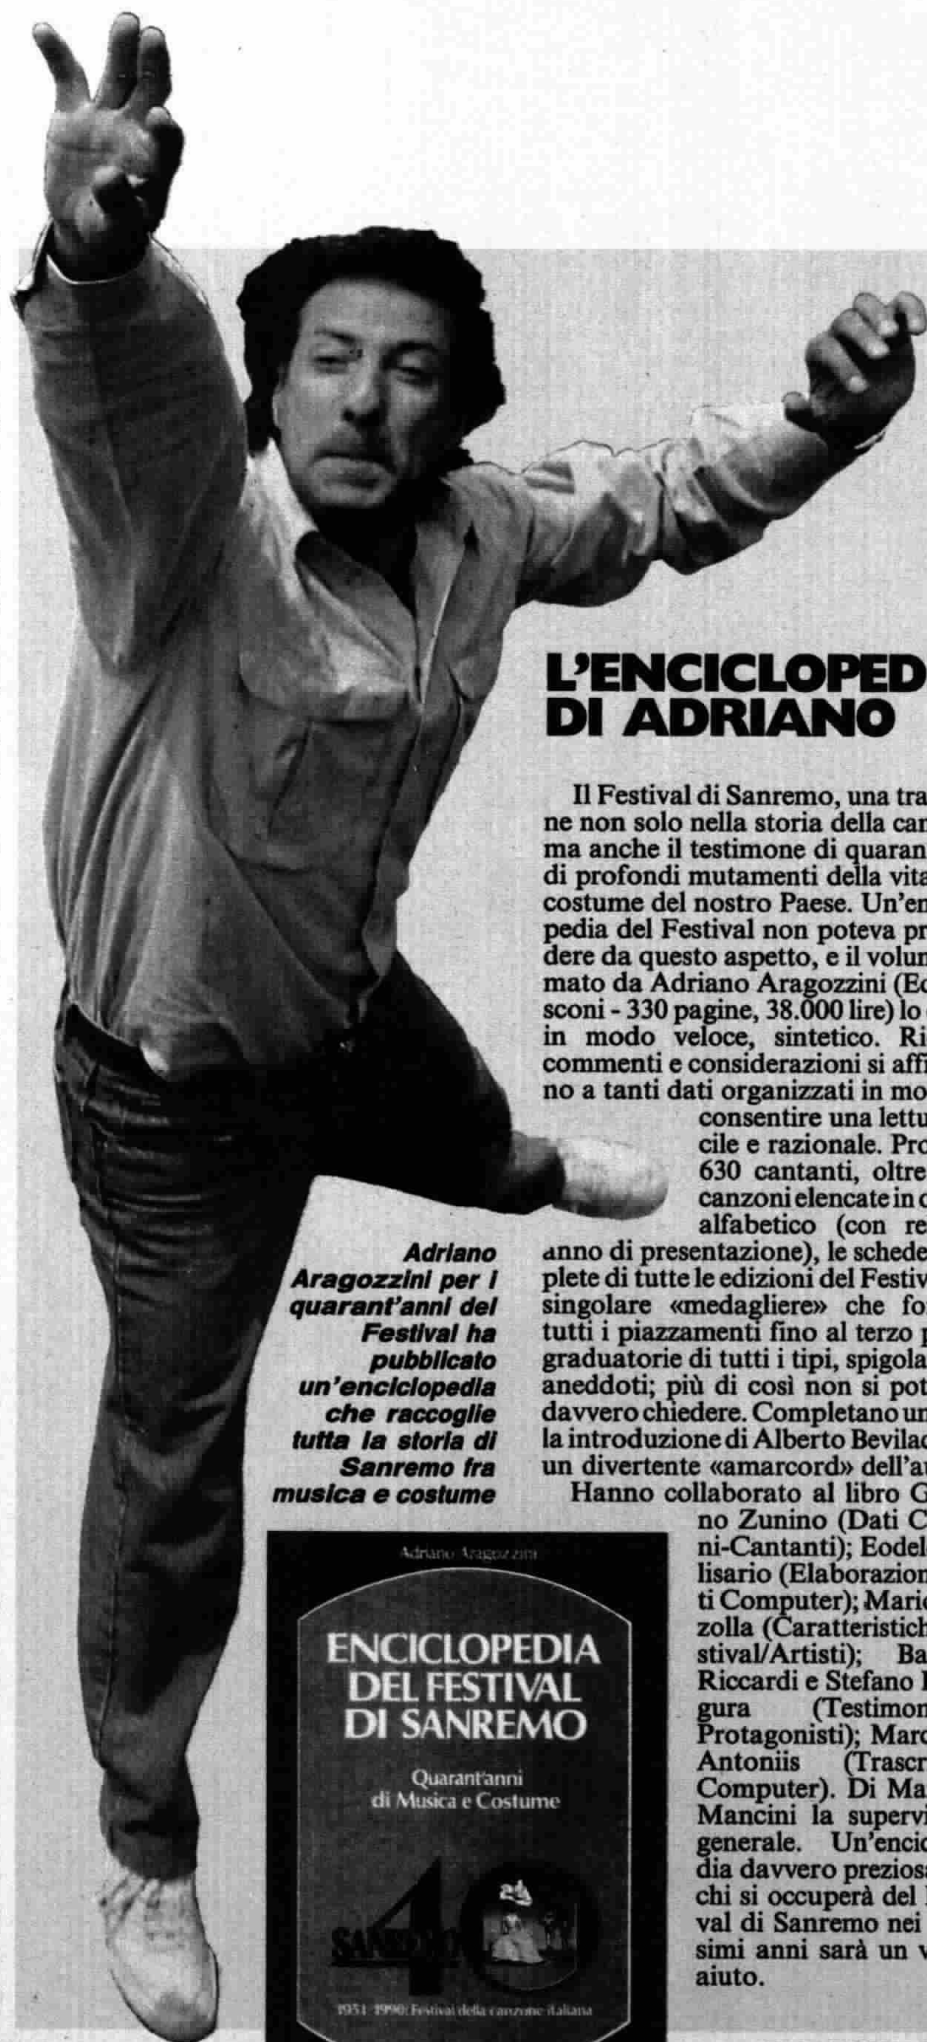 L'ENCICLOPED
DI ADRIANO
Il Festival di Sanremo, una tra
ne non solo nella storia della can
ma anche il testimone di quaran
di profondi mutamenti della vita
costume del nostro Paese. Un'en
pedia del Festival non poteva pr
dere da questo aspetto, e il volun
mato da Adriano Aragozzini (Ed
sconi - 330 pagine, 38.000 lire) lo
in modo veloce, sintetico. Ri
commenti e considerazioni si affi
no a tanti dati organizzati in mo
consentire una lettu
cile e razionale. Pro
630 cantanti, oltre
canzoni elencate in o
alfabetico (con re
anno di presentazione), le schede
plete di tutte le edizioni del Festiv
singolare «medagliere» che fo
tutti i piazzamenti fino al terzo p
graduatorie di tutti i tipi, spigola
aneddoti; più di così non si pot
davvero chiedere. Completano un
la introduzione di Alberto Bevilac
un divertente «amarcord» dell'au
Hanno collaborato al libro G
no Zunino (Dati C
ni-Cantanti); Eodel
lisario (Elaborazion
ti Computer); Mario
zolla (Caratteristich
stival/Artisti); Ba
Riccardi e Stefano
gura (Testimon
Protagonisti); Marc
Antoniis (Trascr
Computer). Di Ma
Mancini la supervi
generale. Un'encic
dia davvero preziosa
chi si occuperà del
val di Sanremo nei
simi anni sarà un v
aiuto.
Adriano
Aragozzini per i
quarant'anni del
Festival ha
pubblicato
un'enciclopedia
che raccoglie
tutta la storia di
Sanremo fra
musica e costume
Adriano Aragozzini
ENCICLOPEDIA
DEL FESTIVAL
DI SANREMO
Quarant'anni
di Musica e Costume
40
SANREMO
1951-1990: Festival della canzone italiana